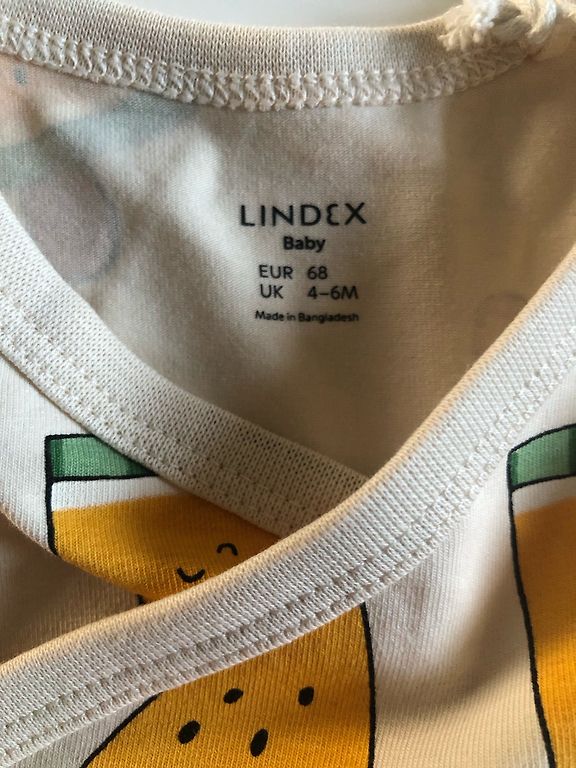 LINDEX
Baby
EUR 68
UK 4–6M
Made in Bangladesh